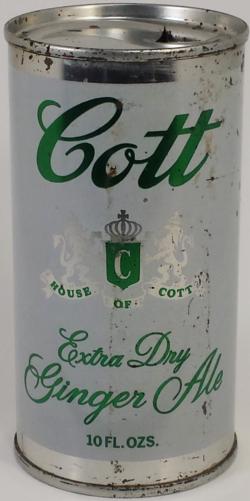 Cott
C
HOUSE OF COTT
Extra Dry
Ginger Ale
10 FL. OZS.